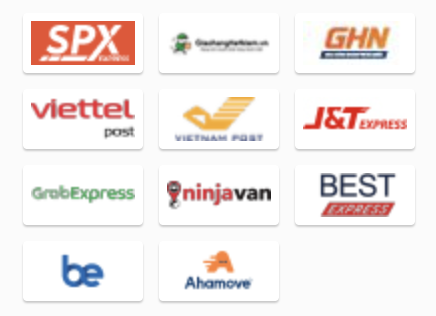 SPX
EXPRESS
GiaohangtietKiem.vn
GHN
viettel
post
VIETNAM POST
J&T EXPRESS
GrabExpress
ninjavan
BEST
EXPRESS
be
Ahamove